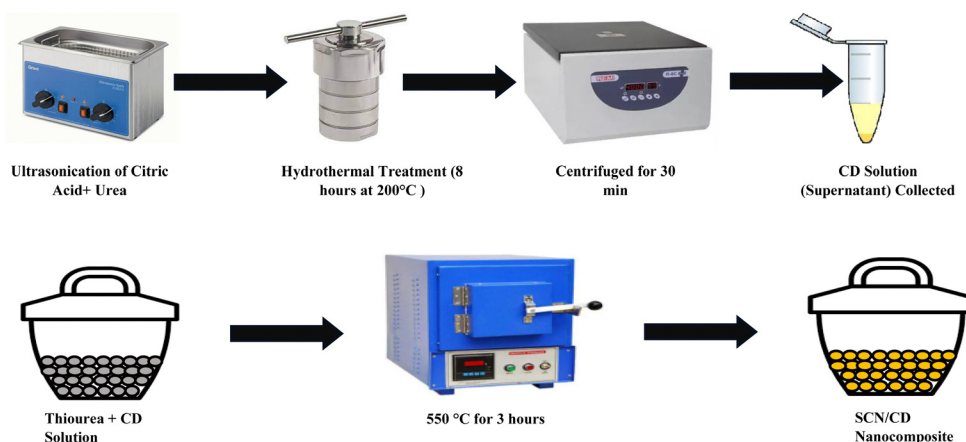 Ultrasonication of Citric
Acid+ Urea
Hydrothermal Treatment (8
hours at 200°C )
Centrifuged for 30
min
CD Solution
(Supernatant) Collected
Thiourea + CD
Solution
550 °C for 3 hours
SCN/CD
Nanocomposite